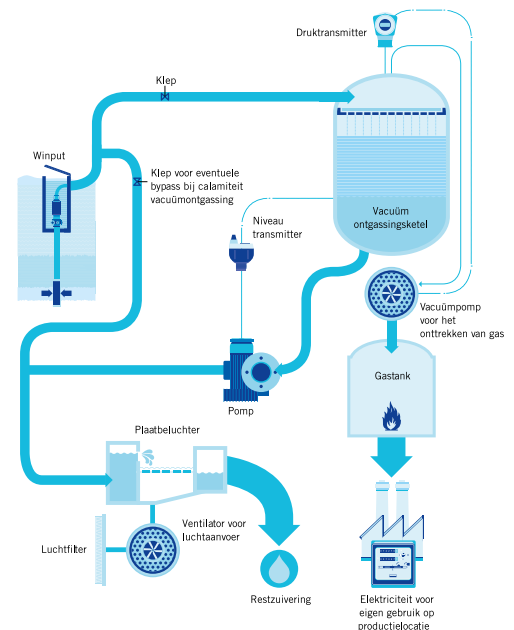 Druktransmitter
Klep
Winput
Klep voor eventuele
bypass bij calamiteit
vacuümontgassing
Vacuüm
ontgassingsketel
Niveau
transmitter
Vacuümpomp
voor het
onttrekken van gas
Gastank
Pomp
Plaatbeluchter
Ventilator voor
luchtaanvoer
Luchtfilter
Restzuivering
Elektriciteit voor
eigen gebruik op
productielocatie